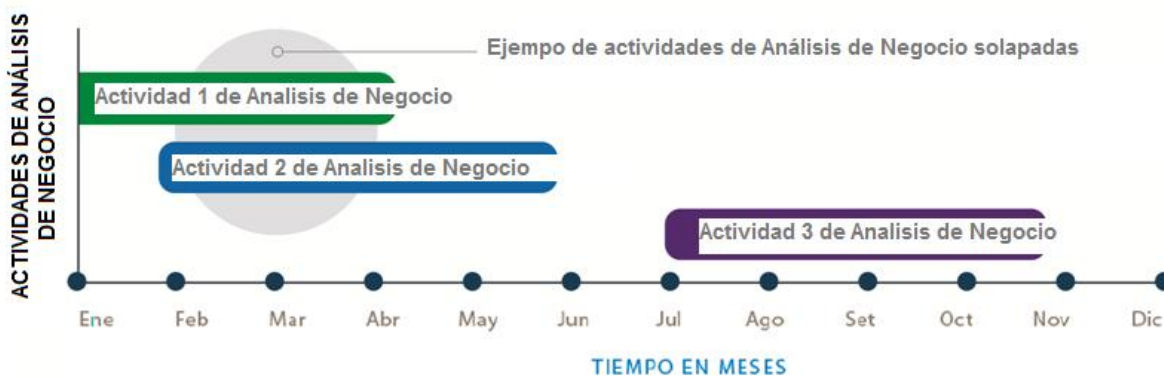 ACTIVIDADES DE ANÁLISIS
DE NEGOCIO
Ejempo de actividades de Análisis de Negocio solapadas
Actividad 1 de Analisis de Negocio
Actividad 2 de Analisis de Negocio
Actividad 3 de Analisis de Negocio
Ene Feb Mar Abr May Jun Jul Ago Set Oct Nov Dic
TIEMPO EN MESES